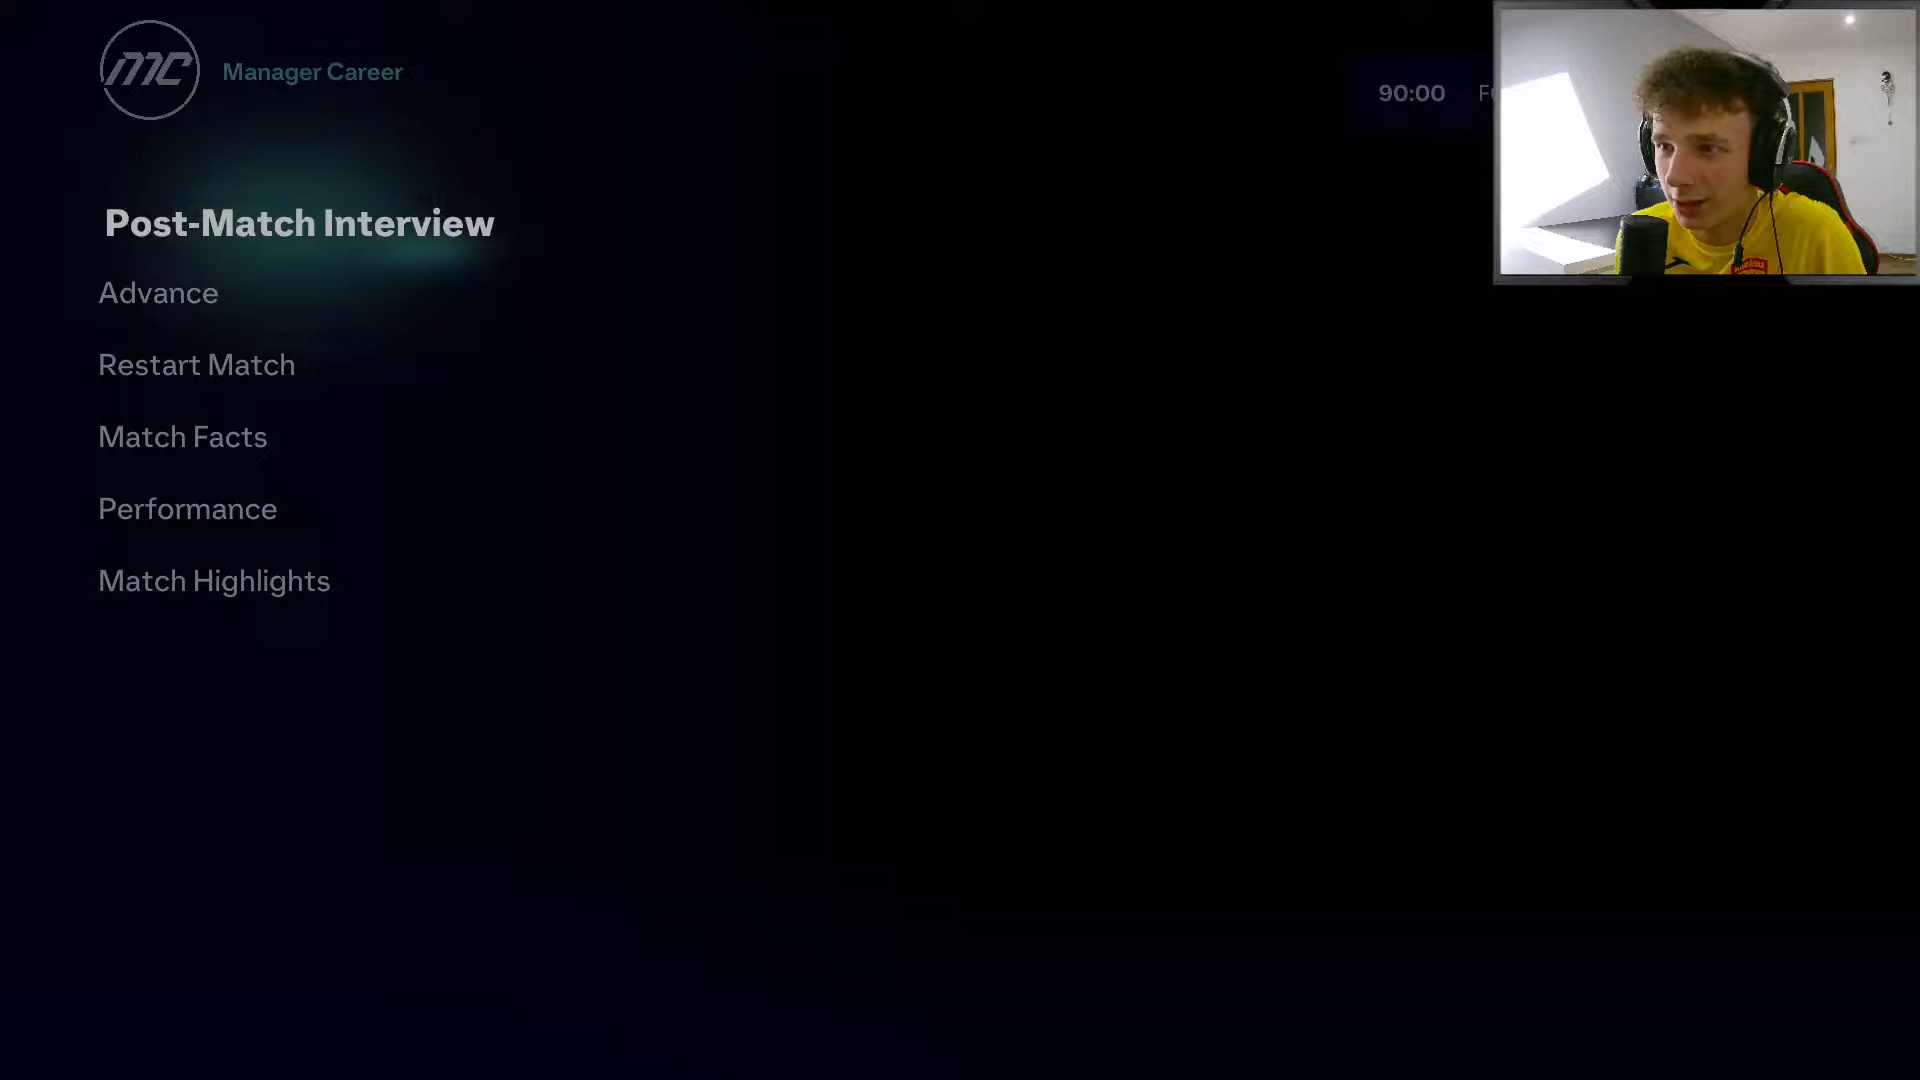 MC
Manager Career
90:00
Post-Match Interview
Advance
Restart Match
Match Facts
Performance
Match Highlights